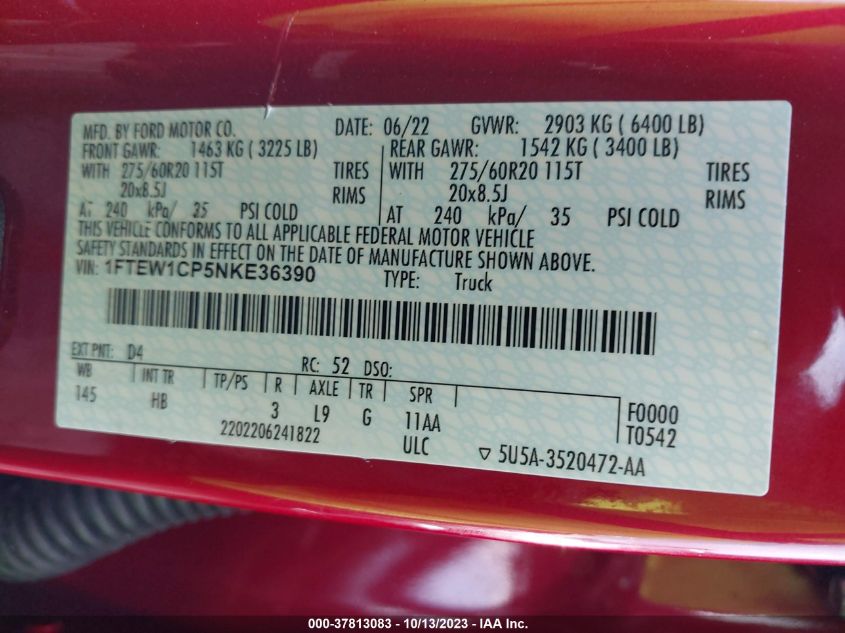 MFD. BY FORD MOTOR CO. DATE: 06/22 GVWR: 2903 KG ( 6400 LB)
FRONT GAWR: 1463 KG ( 3225 LB) REAR GAWR: 1542 KG ( 3400 LB)
WITH 275/60R20 115T TIRES WITH 275/60R20 115T TIRES
20x8.5J RIMS 20x8.5J RIMS
AT 240 kPa/ 35 PSI COLD AT 240 kPa/ 35 PSI COLD
THIS VEHICLE CONFORMS TO ALL APPLICABLE FEDERAL MOTOR VEHICLE
SAFETY STANDARDS IN EFFECT ON THE DATE OF MANUFACTURE SHOWN ABOVE.
VIN: 1FTEW1CP5NKE36390 TYPE: Truck
EXT PNT: D4 RC: 52 DSO:
WB INT TR TP/PS R AXLE TR SPR
145 HB 3 L9 G 11AA F0000
2202206241822 ULC T0542
▽ 5U5A-3520472-AA
000-37813083 / 10/13/2023 - IAA Inc.